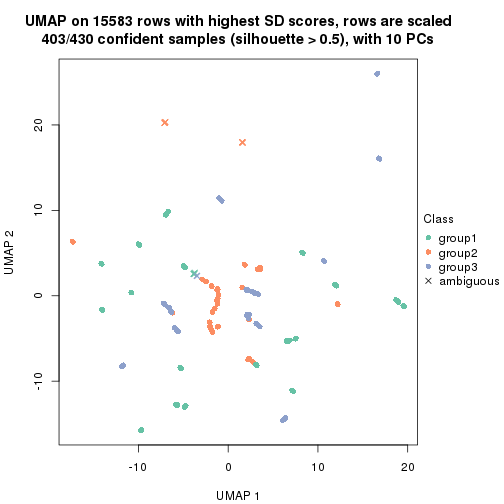 UMAP on 15583 rows with highest SD scores, rows are scaled
403/430 confident samples (silhouette > 0.5), with 10 PCs
20
10
0
-10
UMAP 2
-10
0
10
20
UMAP 1
Class
group1
group2
group3
ambiguous